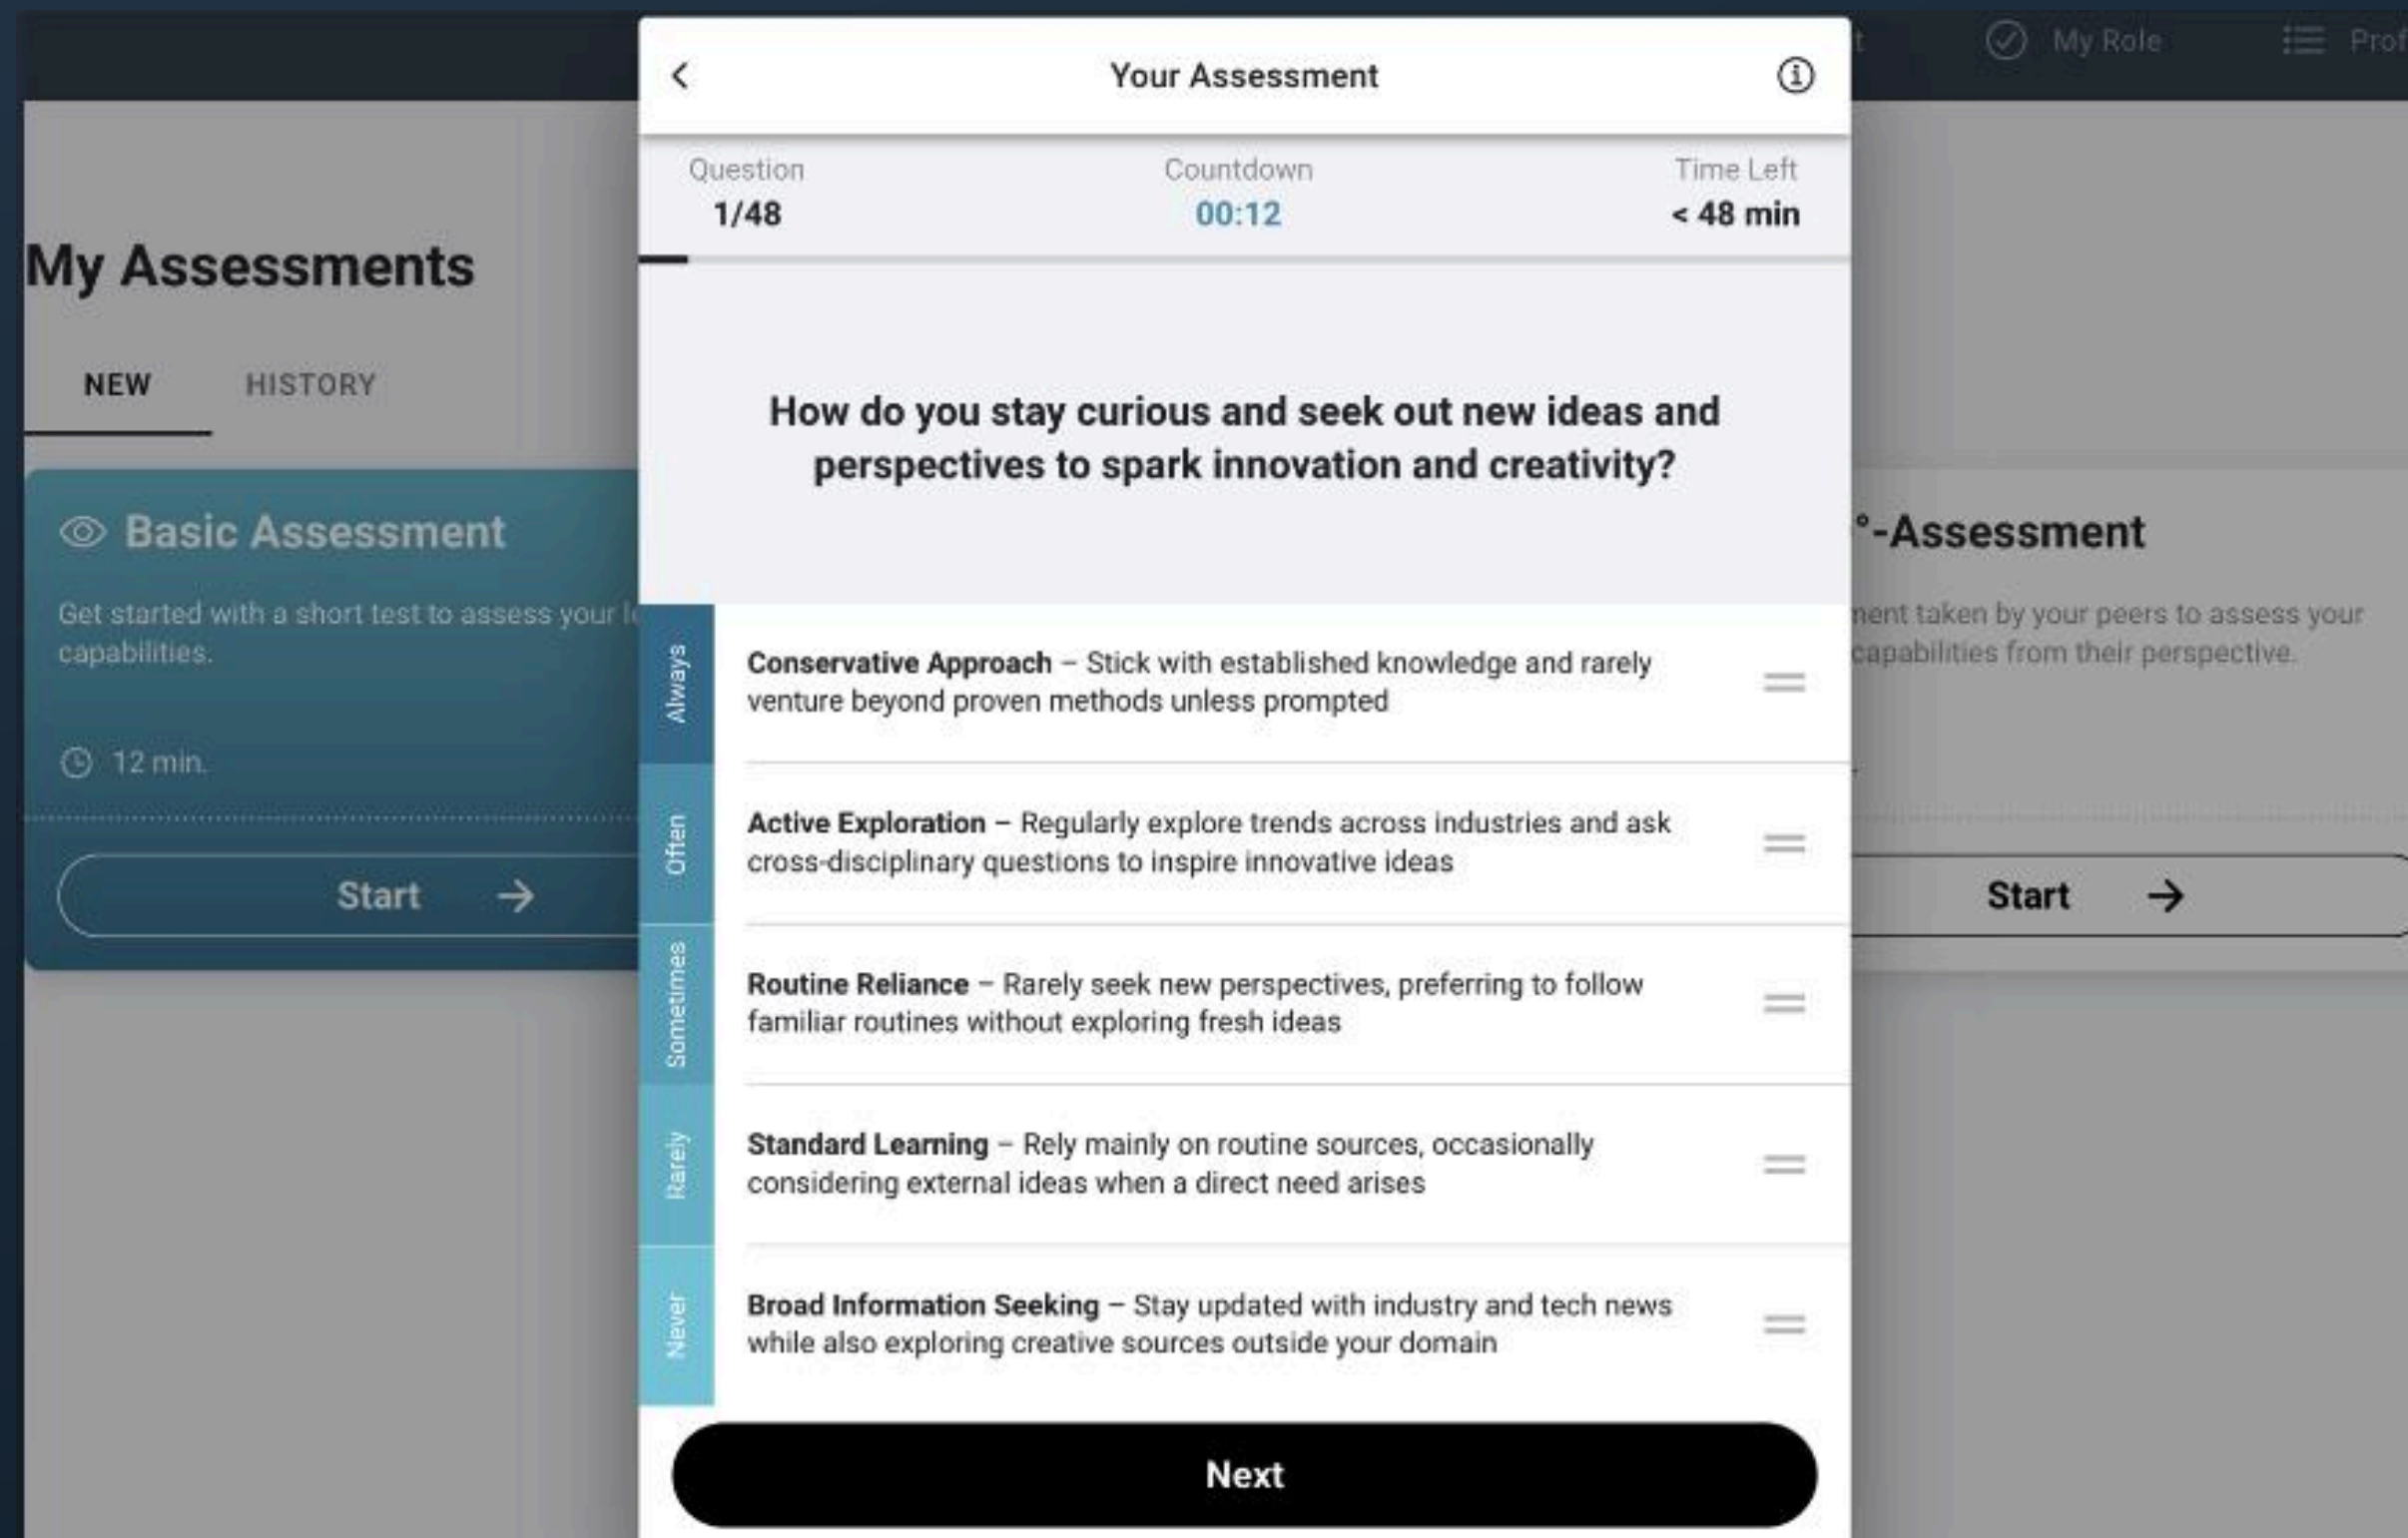 My Role
Your Assessment
Question
Countdown
Time Left
1/48
00:12
< 48 min
My Assessments
NEW
HISTORY
How do you stay curious and seek out new ideas and
perspectives to spark innovation and creativity?
Basic Assessment
Get started with a short test to assess your
capabilities.
12 min.
Start
Always
Conservative Approach – Stick with established knowledge and rarely
venture beyond proven methods unless prompted
Often
Active Exploration – Regularly explore trends across industries and ask
cross-disciplinary questions to inspire innovative ideas
Sometimes
Routine Reliance – Rarely seek new perspectives, preferring to follow
familiar routines without exploring fresh ideas
Rarely
Standard Learning – Rely mainly on routine sources, occasionally
considering external ideas when a direct need arises
Never
Broad Information Seeking – Stay updated with industry and tech news
while also exploring creative sources outside your domain
Next
°-Assessment
taken by your peers to assess your
capabilities from their perspective.
Start